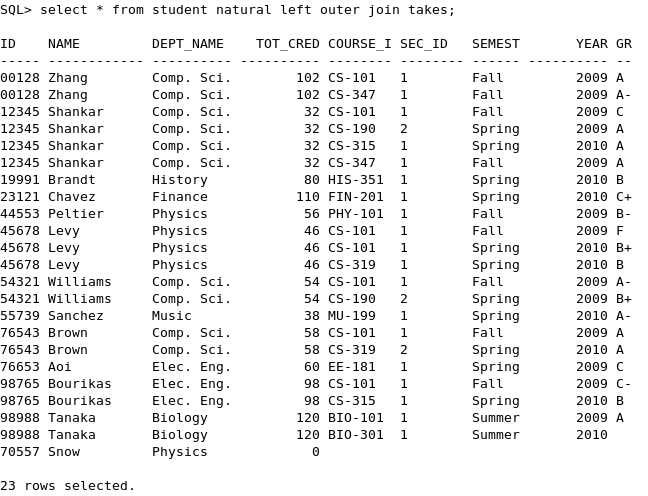 SQL> select * from student natural left outer join takes;
ID    NAME         DEPT_NAME    TOT_CRED COURSE_I SEC_ID   SEMEST       YEAR GR
----- ------------ ---------- ---------- -------- -------- ------ ---------- --
00128 Zhang        Comp. Sci.        102 CS-101   1        Fall         2009 A
00128 Zhang        Comp. Sci.        102 CS-347   1        Fall         2009 A-
12345 Shankar      Comp. Sci.         32 CS-101   1        Fall         2009 C
12345 Shankar      Comp. Sci.         32 CS-190   2        Spring       2009 A
12345 Shankar      Comp. Sci.         32 CS-315   1        Spring       2010 A
12345 Shankar      Comp. Sci.         32 CS-347   1        Fall         2009 A
19991 Brandt       History            80 HIS-351  1        Spring       2010 B
23121 Chavez       Finance           110 FIN-201  1        Spring       2010 C+
44553 Peltier      Physics            56 PHY-101  1        Fall         2009 B-
45678 Levy         Physics            46 CS-101   1        Fall         2009 F
45678 Levy         Physics            46 CS-101   1        Spring       2010 B+
45678 Levy         Physics            46 CS-319   1        Spring       2010 B
54321 Williams     Comp. Sci.         54 CS-101   1        Fall         2009 A-
54321 Williams     Comp. Sci.         54 CS-190   2        Spring       2009 B+
55739 Sanchez      Music              38 MU-199   1        Spring       2010 A-
76543 Brown        Comp. Sci.         58 CS-101   1        Fall         2009 A
76543 Brown        Comp. Sci.         58 CS-319   2        Spring       2010 A
76653 Aoi          Elec. Eng.         60 EE-181   1        Spring       2009 C
98765 Bourikas     Elec. Eng.         98 CS-101   1        Fall         2009 C-
98765 Bourikas     Elec. Eng.         98 CS-315   1        Spring       2010 B
98988 Tanaka       Biology           120 BIO-101  1        Summer       2009 A
98988 Tanaka       Biology           120 BIO-301  1        Summer       2010
70557 Snow         Physics             0
23 rows selected.